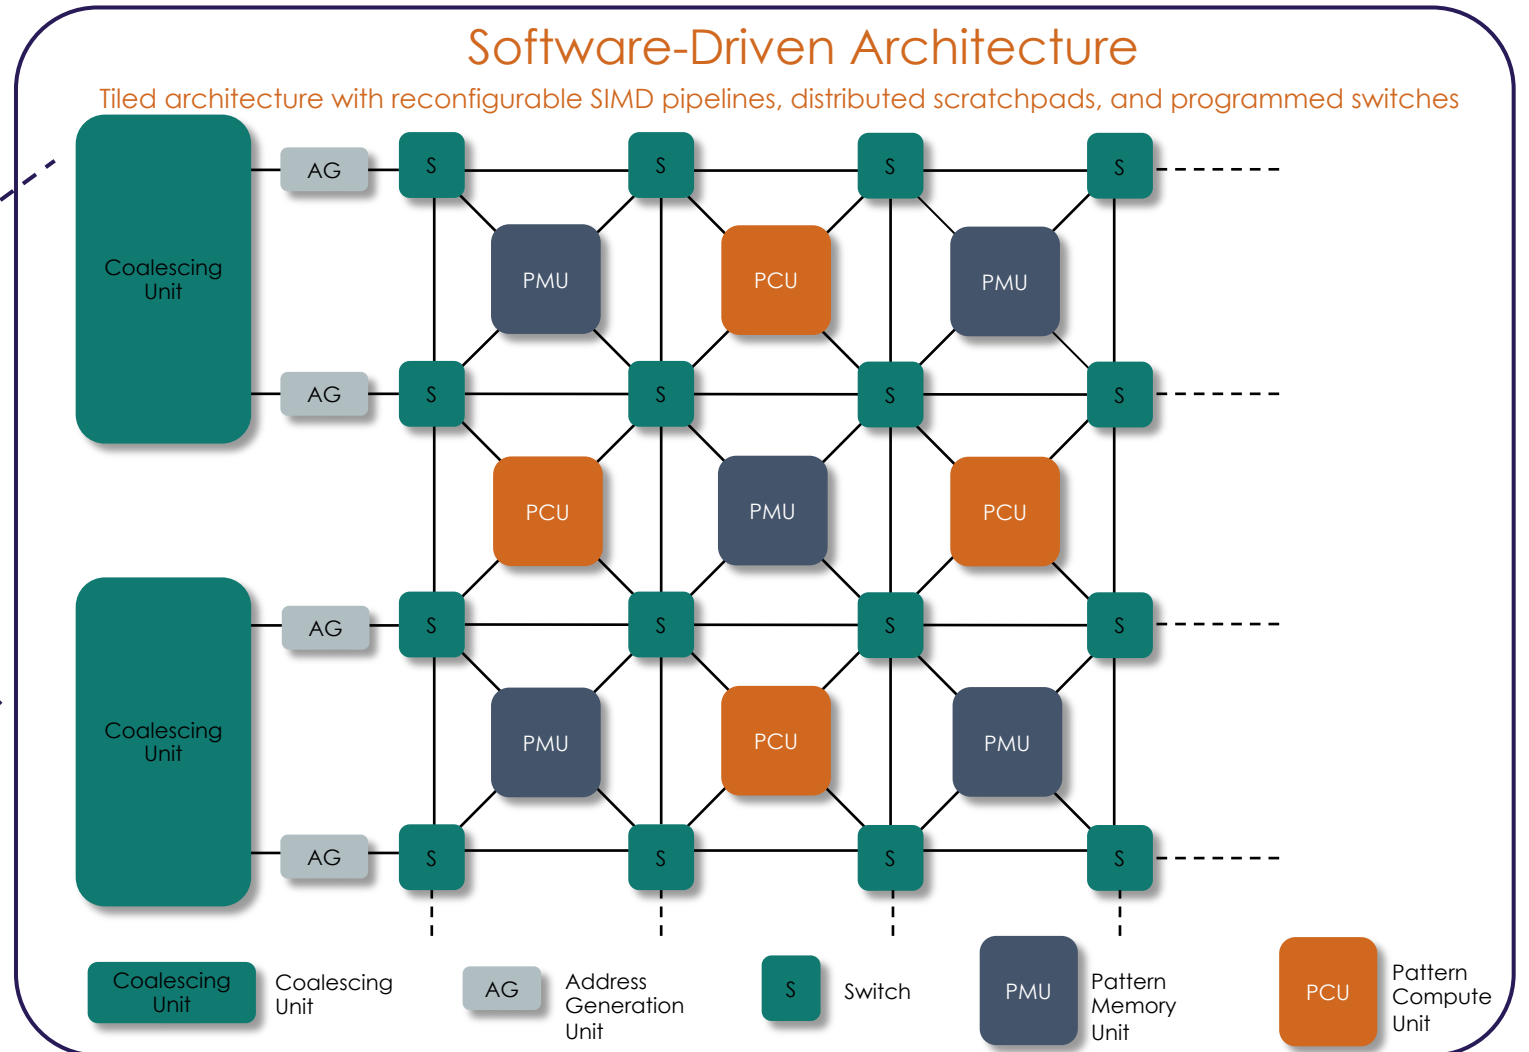 Software-Driven Architecture
Tiled architecture with reconfigurable SIMD pipelines, distributed scratchpads, and programmed switches
AG S S S S
Coalescing
Unit
PMU PCU PMU
AG S S S S
PCU PMU PCU
AG S S S S
Coalescing
Unit
PMU PCU PMU
AG S S S S
Coalescing
Unit
Coalescing
Unit
AG
Address
Generation
Unit
S
Switch
PMU
Pattern
Memory
Unit
PCU
Pattern
Compute
Unit